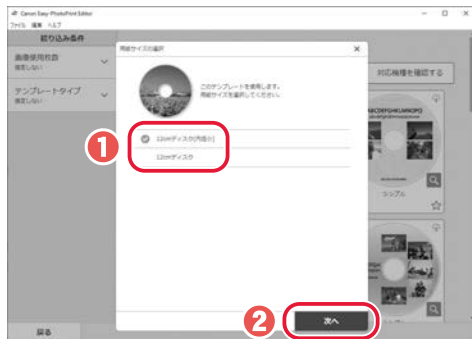 Canon Easy-PhotoPrint Editor
ファイル 編集 ヘルプ
絞り込み条件
画像使用枚数
指定しない
テンプレートタイプ
指定しない
用紙サイズの選択
このテンプレートを使用します。
用紙サイズを選択してください。
12cmディスク(内径小)
12cmディスク
対応機種を確認する
ABCDEFGHIJKLMNOPQ
シンプル
1
2
次へ
戻る